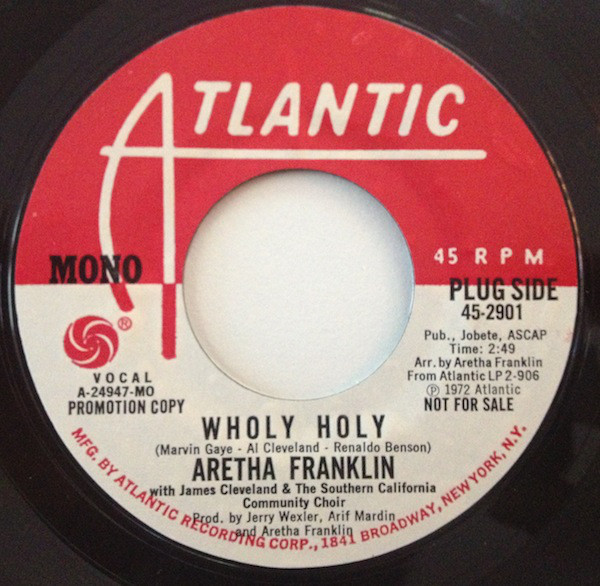 ATLANTIC
45 RPM
MONO
PLUG SIDE
45-2901
®
Pub., Jobete, ASCAP
Time: 2:49
Arr. by Aretha Franklin
From Atlantic LP 2-906
℗ 1972 Atlantic
NOT FOR SALE
VOCAL
A-24947-MO
PROMOTION COPY
WHOLY HOLY
(Marvin Gaye - Al Cleveland - Renaldo Benson)
ARETHA FRANKLIN
with James Cleveland & The Southern California
Community Choir
Prod. by Jerry Wexler, Arif Mardin
and Aretha Franklin
MFG. BY ATLANTIC RECORDING CORP., 1841 BROADWAY, NEW YORK, N.Y.